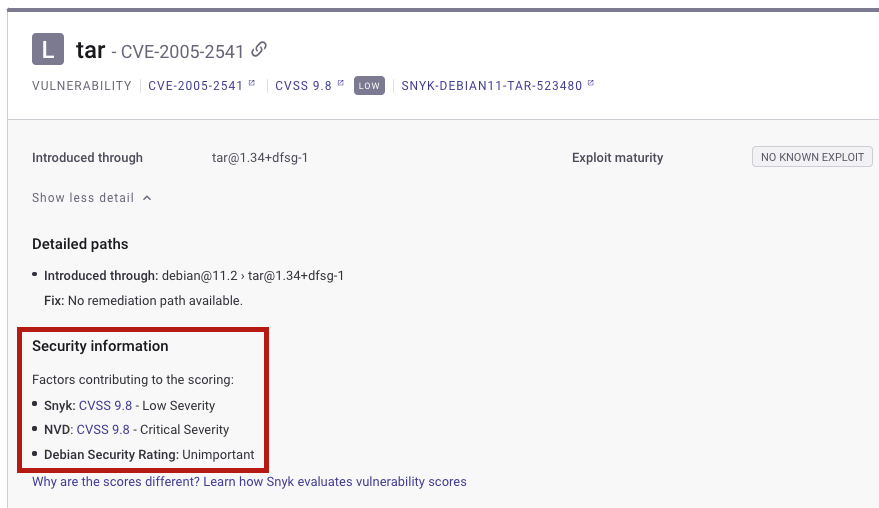 L tar - CVE-2005-2541
VULNERABILITY CVE-2005-2541 CVSS 9.8 LOW SNYK-DEBIAN11-TAR-523480
Introduced through tar@1.34+dfsg-1 Exploit maturity NO KNOWN EXPLOIT
Show less detail
Detailed paths
• Introduced through: debian@11.2 › tar@1.34+dfsg-1
Fix: No remediation path available.
Security information
Factors contributing to the scoring:
• Snyk: CVSS 9.8 - Low Severity
• NVD: CVSS 9.8 - Critical Severity
• Debian Security Rating: Unimportant
Why are the scores different? Learn how Snyk evaluates vulnerability scores